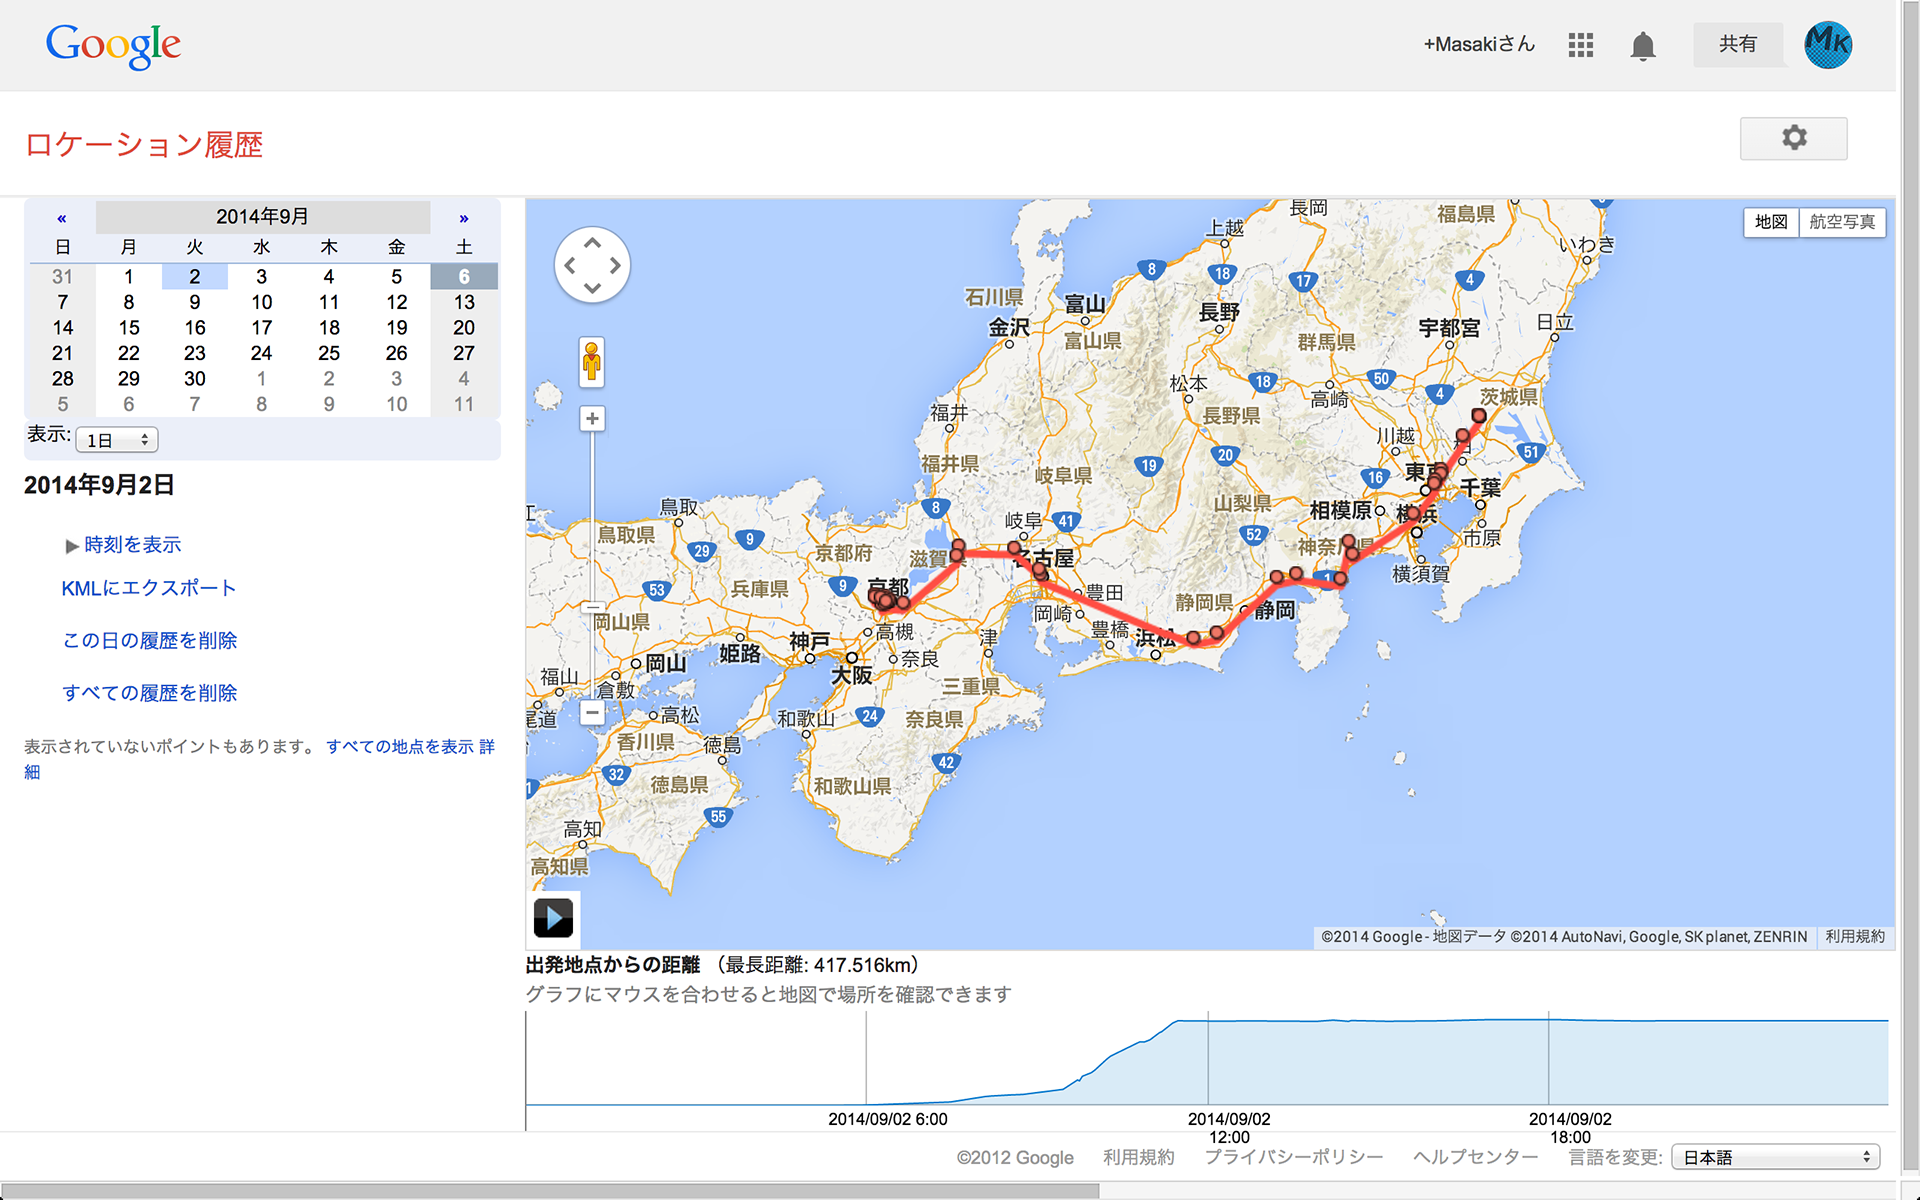 Google
+Masakiさん
共有
MK
ロケーション履歴
« 2014年9月 »
日 月 火 水 木 金 土
31 1 2 3 4 5 6
7 8 9 10 11 12 13
14 15 16 17 18 19 20
21 22 23 24 25 26 27
28 29 30 1 2 3 4
5 6 7 8 9 10 11
表示: 1日
2014年9月2日
▶時刻を表示
KMLにエクスポート
この日の履歴を削除
すべての履歴を削除
表示されていないポイントもあります。 すべての地点を表示 詳
細
地図 航空写真
長岡
福島県
上越
いわき
8
18
17
4
石川県
富山
長野
宇都宮
日立
金沢
富山県
群馬県
松本
18
50
4
茨城県
高崎
福井
長野県
川越
福井県
岐阜県
19
20
16
51
千葉
鳥取
8
岐阜
41
山梨県
相模原
鳥取県
29
9
京都府
滋賀県
52
市原
53
兵庫県
9
京都
豊田
横須賀
岡山県
高槻
岡崎
静岡県
静岡
神戸
豊橋
浜松
津
岡山
姫路
大阪
奈良
福山
倉敷
三重県
尾道
高松
和歌山
24
奈良県
香川県
徳島
42
32
徳島県
和歌山県
55
高知
高知県
©2014 Google - 地図データ ©2014 AutoNavi, Google, SK planet, ZENRIN
利用規約
出発地点からの距離 （最長距離: 417.516km）
グラフにマウスを合わせると地図で場所を確認できます
2014/09/02 6:00
2014/09/02
12:00
2014/09/02
18:00
©2012 Google 利用規約 プライバシーポリシー ヘルプセンター 言語を変更: 日本語